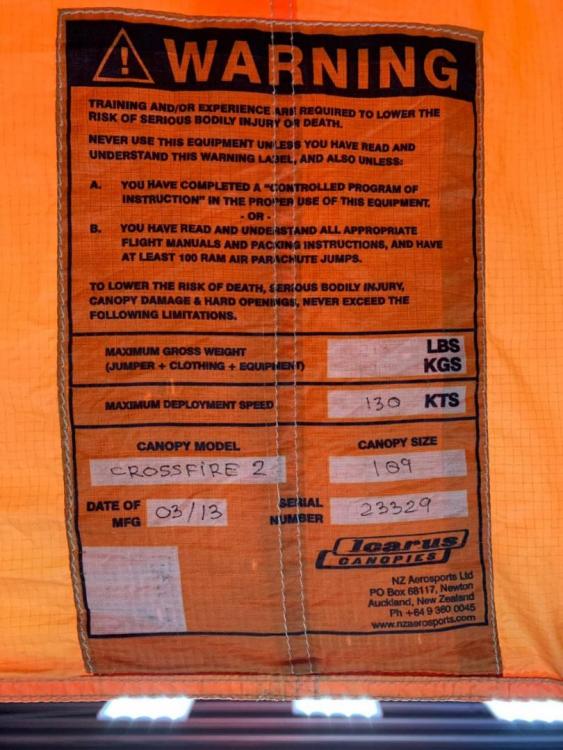 WARNING
TRAINING AND/OR EXPERIENCE ARE REQUIRED TO LOWER THE
RISK OF SERIOUS BODILY INJURY OR DEATH.
NEVER USE THIS EQUIPMENT UNLESS YOU HAVE READ AND
UNDERSTAND THIS WARNING LABEL, AND ALSO UNLESS:
A. YOU HAVE COMPLETED A "CONTROLLED PROGRAM OF
INSTRUCTION" IN THE PROPER USE OF THIS EQUIPMENT.
- OR -
B. YOU HAVE READ AND UNDERSTAND ALL APPROPRIATE
FLIGHT MANUALS AND PACKING INSTRUCTIONS, AND HAVE
AT LEAST 100 RAM AIR PARACHUTE JUMPS.
TO LOWER THE RISK OF DEATH, SERIOUS BODILY INJURY,
CANOPY DAMAGE & HARD OPENINGS, NEVER EXCEED THE
FOLLOWING LIMITATIONS.
MAXIMUM GROSS WEIGHT LBS
(JUMPER + CLOTHING + EQUIPMENT) KGS
MAXIMUM DEPLOYMENT SPEED 130 KTS
CANOPY MODEL CANOPY SIZE
CROSSFIRE 2 109
DATE OF MFG 03/13 SERIAL NUMBER 23329
Icarus
CANOPIES
NZ Aerosports Ltd
PO Box 68117, Newton
Auckland, New Zealand
Ph +64 9 360 0045
www.nzaerosports.com